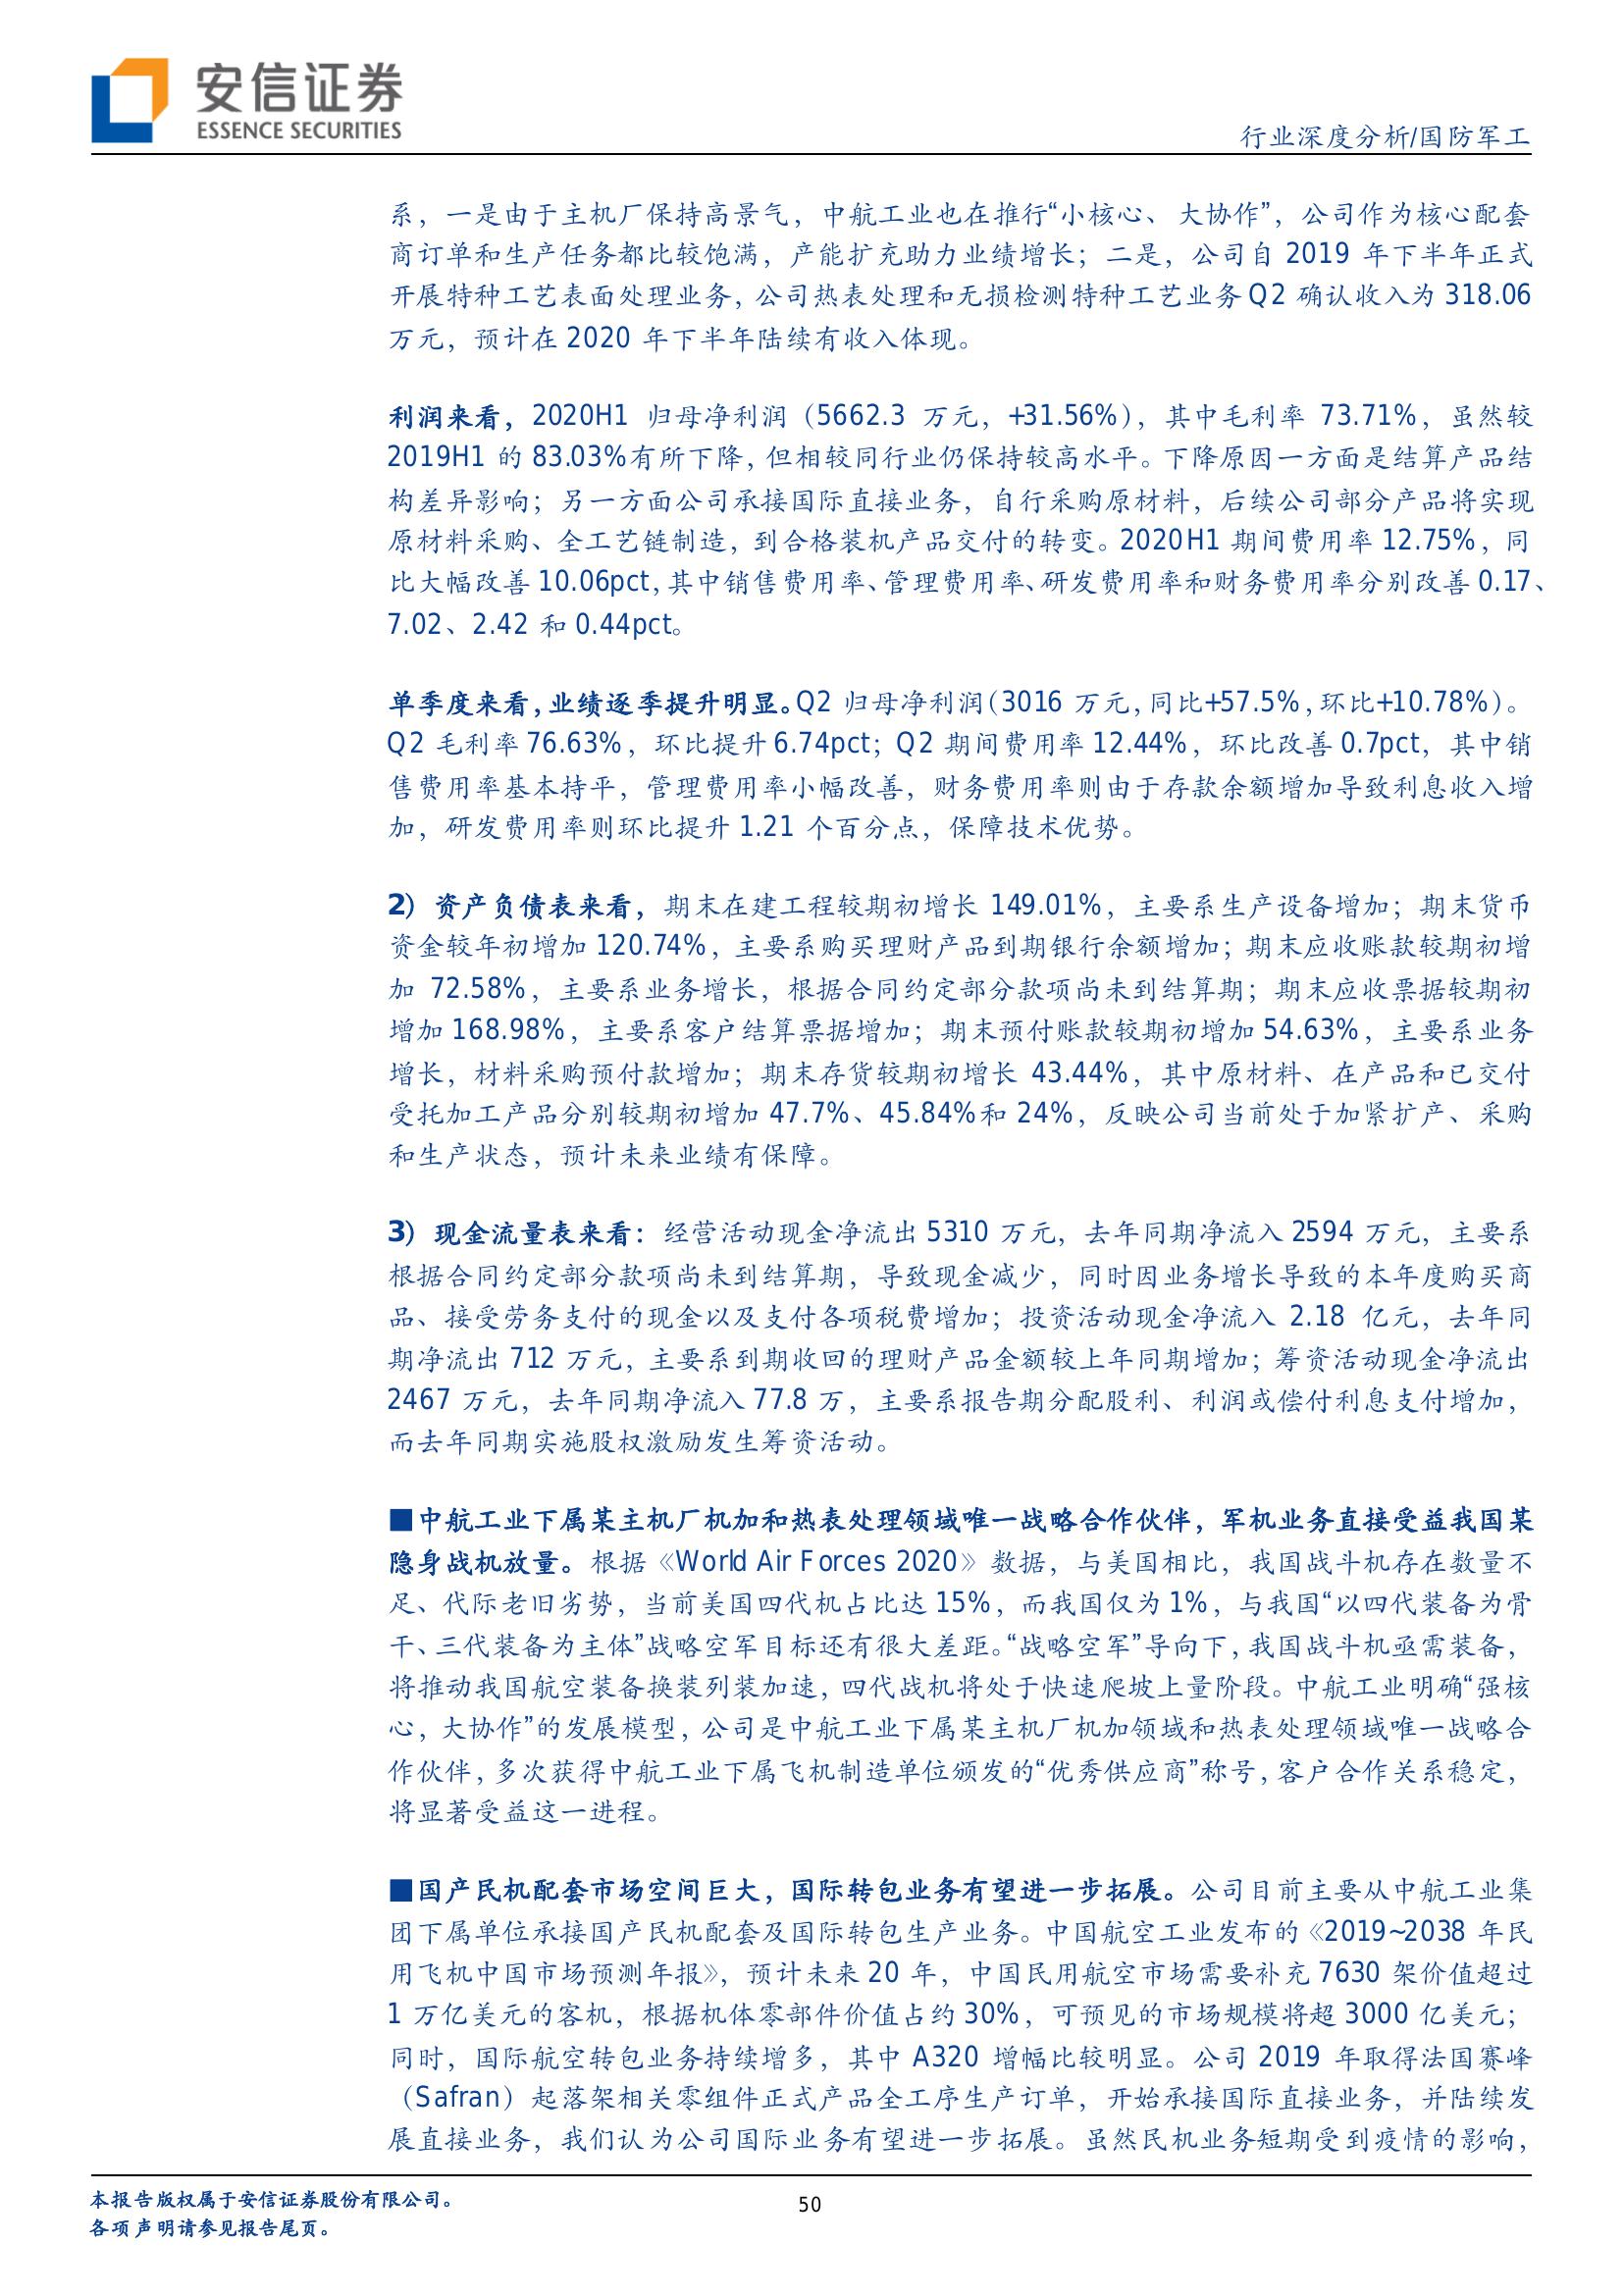 安信证券
ESSENCE SECURITIES
行业深度分析/国防军工
系，一是由于主机厂保持高景气，中航工业也在推行“小核心、大协作”，公司作为核心配套
商订单和生产任务都比较饱满，产能扩充助力业绩增长；二是，公司自 2019 年下半年正式
开展特种工艺表面处理业务，公司热表处理和无损检测特种工艺业务 Q2 确认收入为 318.06
万元，预计在 2020 年下半年陆续有收入体现。
利润来看，2020H1 归母净利润（5662.3 万元，+31.56%），其中毛利率 73.71%，虽然较
2019H1 的 83.03%有所下降，但相较同行业仍保持较高水平。下降原因一方面是结算产品结
构差异影响；另一方面公司承接国际直接业务，自行采购原材料，后续公司部分产品将实现
原材料采购、全工艺链制造，到合格装机产品交付的转变。2020H1 期间费用率 12.75%，同
比大幅改善 10.06pct，其中销售费用率、管理费用率、研发费用率和财务费用率分别改善 0.17、
7.02、2.42 和 0.44pct。
单季度来看，业绩逐季提升明显。Q2 归母净利润（3016 万元，同比+57.5%，环比+10.78%）。
Q2 毛利率 76.63%，环比提升 6.74pct；Q2 期间费用率 12.44%，环比改善 0.7pct，其中销
售费用率基本持平，管理费用率小幅改善，财务费用率则由于存款余额增加导致利息收入增
加，研发费用率则环比提升 1.21 个百分点，保障技术优势。
2）资产负债表来看，期末在建工程较期初增长 149.01%，主要系生产设备增加；期末货币
资金较年初增加 120.74%，主要系购买理财产品到期银行余额增加；期末应收账款较期初增
加 72.58%，主要系业务增长，根据合同约定部分款项尚未到结算期；期末应收票据较期初
增加 168.98%，主要系客户结算票据增加；期末预付账款较期初增加 54.63%，主要系业务
增长，材料采购预付款增加；期末存货较期初增长 43.44%，其中原材料、在产品和已交付
受托加工产品分别较期初增加 47.7%、45.84%和 24%，反映公司当前处于加紧扩产、采购
和生产状态，预计未来业绩有保障。
3）现金流量表来看：经营活动现金净流出 5310 万元，去年同期净流入 2594 万元，主要系
根据合同约定部分款项尚未到结算期，导致现金减少，同时因业务增长导致的本年度购买商
品、接受劳务支付的现金以及支付各项税费增加；投资活动现金净流入 2.18 亿元，去年同
期净流出 712 万元，主要系到期收回的理财产品金额较上年同期增加；筹资活动现金净流出
2467 万元，去年同期净流入 77.8 万，主要系报告期分配股利、利润或偿付利息支付增加，
而去年同期实施股权激励发生筹资活动。
■中航工业下属某主机厂机加和热表处理领域唯一战略合作伙伴，军机业务直接受益我国某
隐身战机放量。根据《World Air Forces 2020》数据，与美国相比，我国战斗机存在数量不
足、代际老旧劣势，当前美国四代机占比达 15%，而我国仅为 1%，与我国“以四代装备为骨
干、三代装备为主体”战略空军目标还有很大差距。“战略空军”导向下，我国战斗机亟需装备，
将推动我国航空装备换装列装加速，四代战机将处于快速爬坡上量阶段。中航工业明确“强核
心，大协作”的发展模型，公司是中航工业下属某主机厂机加领域和热表处理领域唯一战略合
作伙伴，多次获得中航工业下属飞机制造单位颁发的“优秀供应商”称号，客户合作关系稳定，
将显著受益这一进程。
■国产民机配套市场空间巨大，国际转包业务有望进一步拓展。公司目前主要从中航工业集
团下属单位承接国产民机配套及国际转包生产业务。中国航空工业发布的《2019~2038 年民
用飞机中国市场预测年报》，预计未来 20 年，中国民用航空市场需要补充 7630 架价值超过
1 万亿美元的客机，根据机体零部件价值占约 30%，可预见的市场规模将超 3000 亿美元；
同时，国际航空转包业务持续增多，其中 A320 增幅比较明显。公司 2019 年取得法国赛峰
（Safran）起落架相关零组件正式产品全工序生产订单，开始承接国际直接业务，并陆续发
展直接业务，我们认为公司国际业务有望进一步拓展。虽然民机业务短期受到疫情的影响，
本报告版权属于安信证券股份有限公司。
各项声明请参见报告尾页。
50